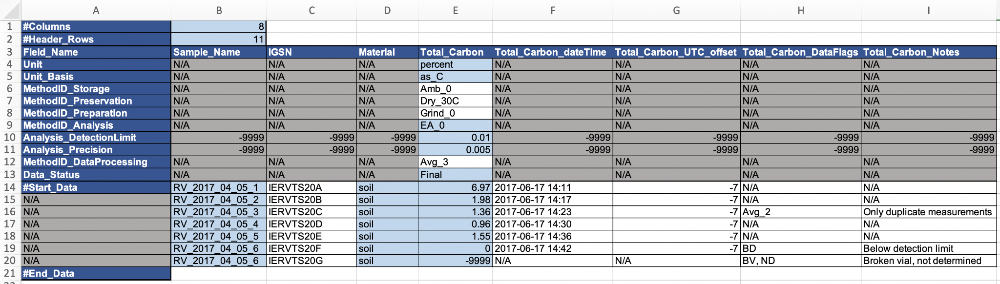 A B C D E F G H I
1 #Columns 8
2 #Header_Rows 11
3 Field_Name Sample_Name IGSN Material Total_Carbon Total_Carbon_dateTime Total_Carbon_UTC_offset Total_Carbon_DataFlags Total_Carbon_Notes
4 Unit N/A N/A N/A percent N/A N/A N/A N/A
5 Unit_Basis N/A N/A N/A as_C N/A N/A N/A N/A
6 MethodID_Storage N/A N/A N/A Amb_0 N/A N/A N/A N/A
7 MethodID_Preservation N/A N/A N/A Dry_30C N/A N/A N/A N/A
8 MethodID_Preparation N/A N/A N/A Grind_0 N/A N/A N/A N/A
9 MethodID_Analysis N/A N/A N/A EA_0 N/A N/A N/A N/A
10 Analysis_DetectionLimit -9999 -9999 -9999 0.01 -9999 -9999 -9999 -9999
11 Analysis_Precision -9999 -9999 -9999 0.005 -9999 -9999 -9999 -9999
12 MethodID_DataProcessing N/A N/A N/A Avg_3 N/A N/A N/A N/A
13 Data_Status N/A N/A N/A Final N/A N/A N/A N/A
14 #Start_Data RV_2017_04_05_1 IERVTS20A soil 6.97 2017-06-17 14:11 -7 N/A N/A
15 N/A RV_2017_04_05_2 IERVTS20B soil 1.98 2017-06-17 14:17 -7 N/A N/A
16 N/A RV_2017_04_05_3 IERVTS20C soil 1.36 2017-06-17 14:23 -7 Avg_2 Only duplicate measurements
17 N/A RV_2017_04_05_4 IERVTS20D soil 0.96 2017-06-17 14:30 -7 N/A N/A
18 N/A RV_2017_04_05_5 IERVTS20E soil 1.55 2017-06-17 14:36 -7 N/A N/A
19 N/A RV_2017_04_05_6 IERVTS20F soil 0 2017-06-17 14:42 -7 BD Below detection limit
20 N/A RV_2017_04_05_6 IERVTS20G soil -9999 N/A N/A BV, ND Broken vial, not determined
21 #End_Data